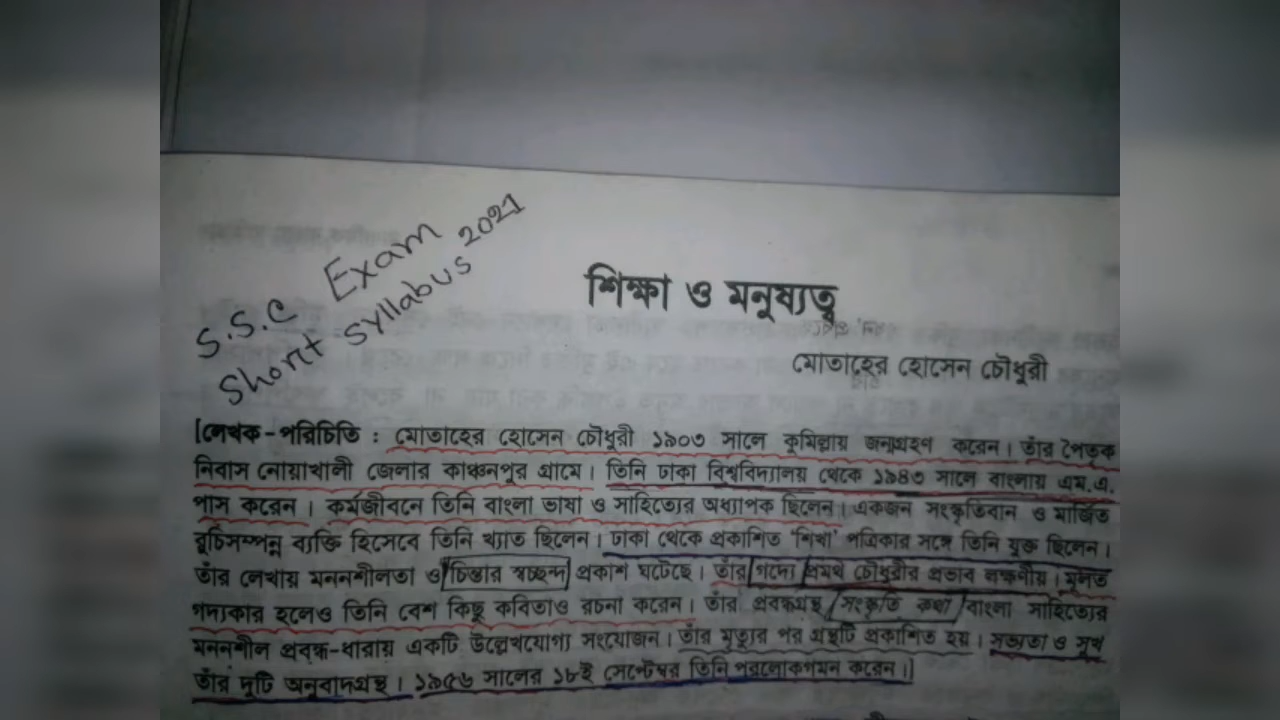 S.S.C Exam
Short Syllabus 2021
শিক্ষা ও মনুষ্যত্ব
মোতাহের হোসেন চৌধুরী
[লেখক-পরিচিতি : মোতাহের হোসেন চৌধুরী ১৯০৩ সালে কুমিল্লায় জন্মগ্রহণ করেন। তাঁর পৈতৃক
নিবাস নোয়াখালী জেলার কাঞ্চনপুর গ্রামে। তিনি ঢাকা বিশ্ববিদ্যালয় থেকে ১৯৪৩ সালে বাংলায় এম.এ.
পাস করেন। কর্মজীবনে তিনি বাংলা ভাষা ও সাহিত্যের অধ্যাপক ছিলেন। একজন সংস্কৃতিবান ও মার্জিত
রুচিসম্পন্ন ব্যক্তি হিসেবে তিনি খ্যাত ছিলেন। ঢাকা থেকে প্রকাশিত 'শিখা' পত্রিকার সঙ্গে তিনি যুক্ত ছিলেন।
তাঁর লেখায় মননশীলতা ও চিন্তার স্বচ্ছন্দ প্রকাশ ঘটেছে। তাঁর গদ্যে প্রমথ চৌধুরীর প্রভাব লক্ষণীয়। মূলত
গদ্যকার হলেও তিনি বেশ কিছু কবিতাও রচনা করেন। তাঁর প্রবন্ধগ্রন্থ সংস্কৃতি কথা বাংলা সাহিত্যের
মননশীল প্রবন্ধ-ধারায় একটি উল্লেখযোগ্য সংযোজন। তাঁর মৃত্যুর পর গ্রন্থটি প্রকাশিত হয়। সভ্যতা ও সুখ
তাঁর দুটি অনুবাদগ্রন্থ। ১৯৫৬ সালের ১৮ই সেপ্টেম্বর তিনি পরলোকগমন করেন।]